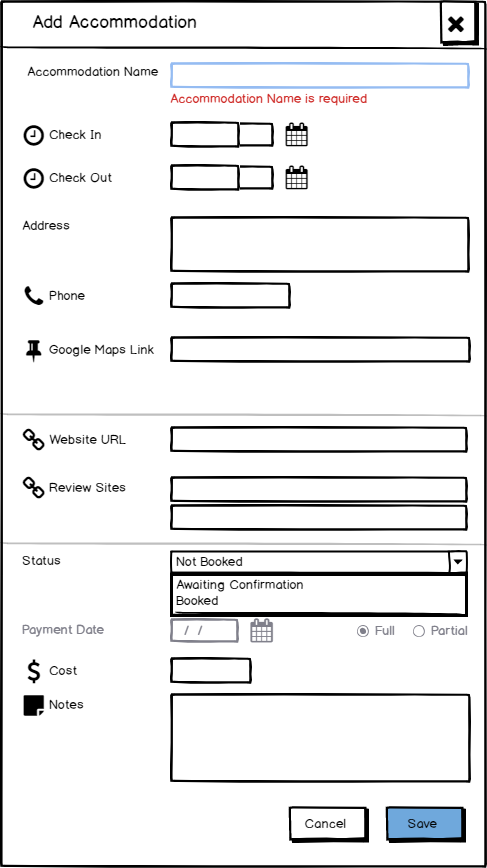 Add Accommodation
Accommodation Name
Accommodation Name is required
Check In
Check Out
Address
Phone
Google Maps Link
Website URL
Review Sites
Status
Not Booked
Awaiting Confirmation
Booked
Payment Date / / Full Partial
$ Cost
Notes
Cancel Save